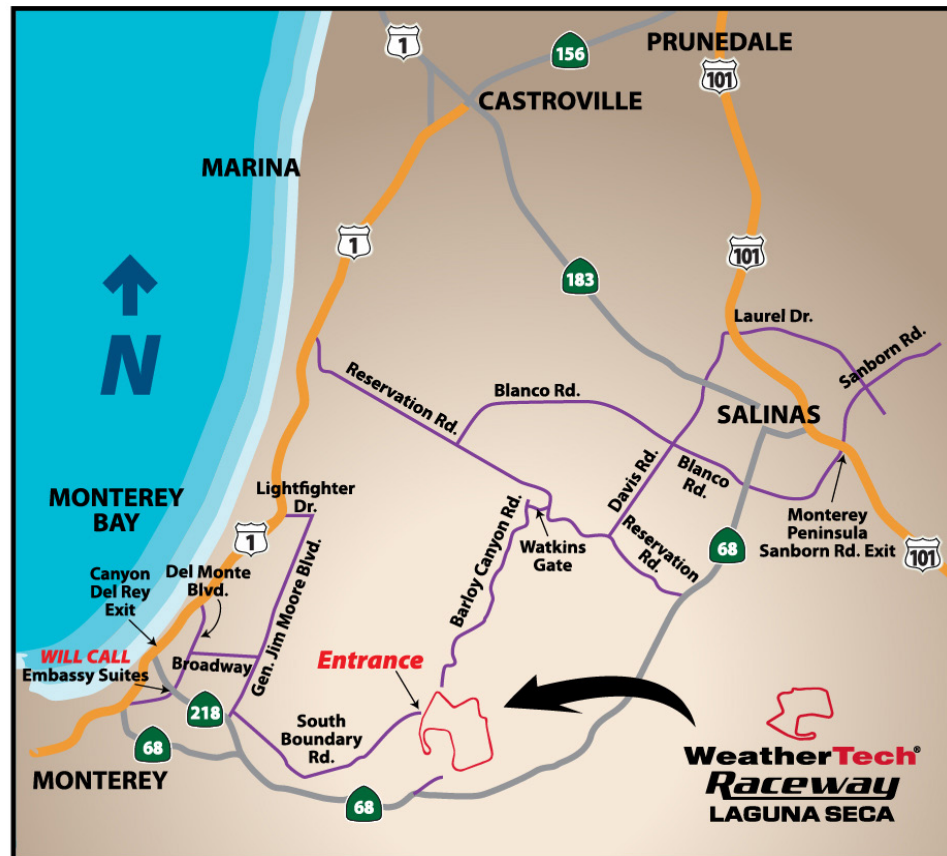 1
156
PRUNEDALE
101
CASTROVILLE
MARINA
1
101
183
N
Laurel Dr.
Sanborn Rd.
Reservation Rd.
Blanco Rd.
SALINAS
Davis Rd.
Blanco
Rd.
MONTEREY
BAY
Lightfighter
Dr.
1
Barloy Canyon Rd.
Watkins
Gate
Reservation
Rd.
68
Monterey
Peninsula
Sanborn Rd. Exit
101
Canyon
Del Rey
Exit
Del Monte
Blvd.
Gen. Jim Moore Blvd.
WILL CALL
Embassy Suites
Broadway
Entrance
218
South
Boundary
Rd.
68
MONTEREY
68
WeatherTech®
Raceway
LAGUNA SECA